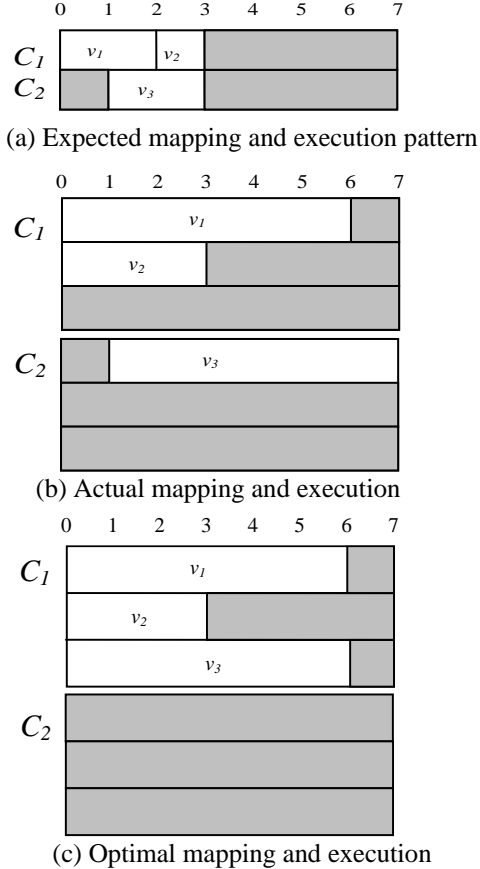 0 1 2 3 4 5 6 7
C1 v1 v2
C2 v3
(a) Expected mapping and execution pattern
0 1 2 3 4 5 6 7
C1 v1
v2
C2 v3
(b) Actual mapping and execution
0 1 2 3 4 5 6 7
C1 v1
v2
v3
C2
(c) Optimal mapping and execution